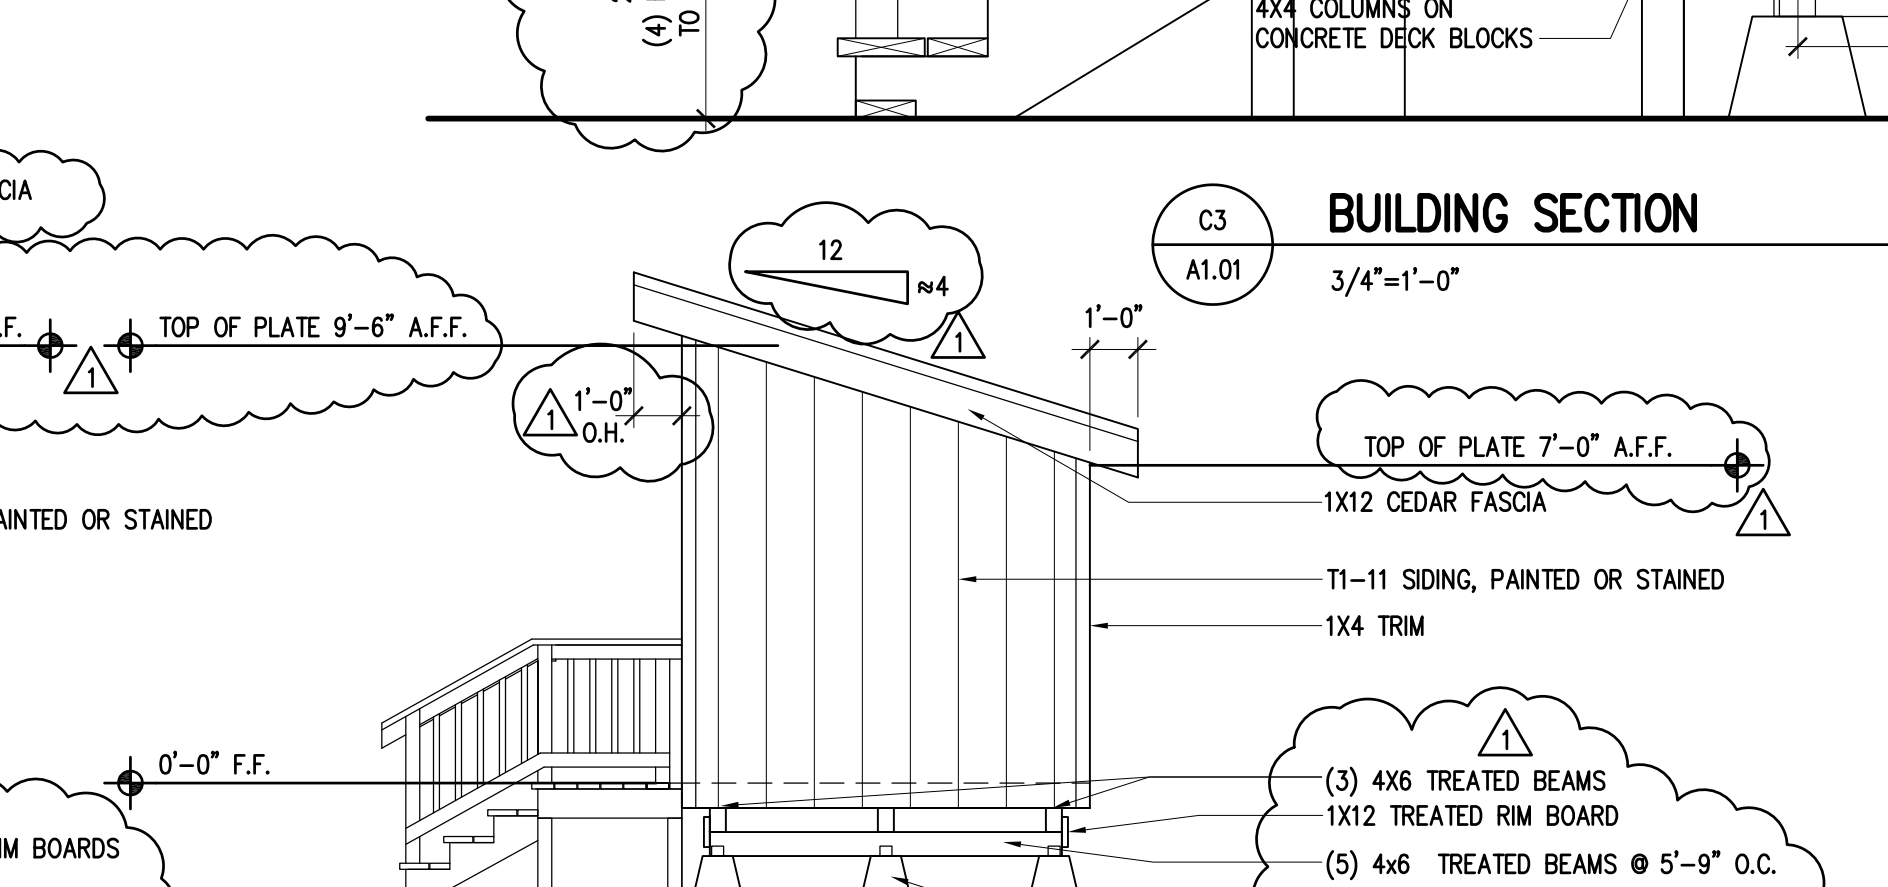 (4)
TO
4X4 COLUMNS ON
CONCRETE DECK BLOCKS
CIA
12
≈4
1
C3
A1.01
BUILDING SECTION
3/4"=1'-0"
.F.
1
TOP OF PLATE 9'-6" A.F.F.
1'-0"
1
1'-0"
O.H.
TOP OF PLATE 7'-0" A.F.F.
1
1X12 CEDAR FASCIA
AINTED OR STAINED
T1-11 SIDING, PAINTED OR STAINED
1X4 TRIM
1
0'-0" F.F.
(3) 4X6 TREATED BEAMS
1X12 TREATED RIM BOARD
IM BOARDS
(5) 4x6 TREATED BEAMS @ 5'-9" O.C.